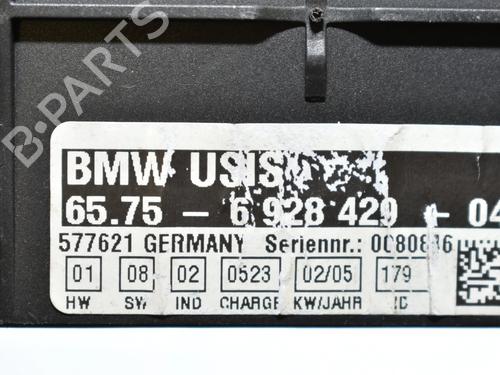 B-PARTS
BMW USIS
65.75 - 6 928 429 - 04
577621 GERMANY Seriennr.: 0080846
01 08 02 0523 02/05 179
HW SW IND CHARGE KW/JAHR ID